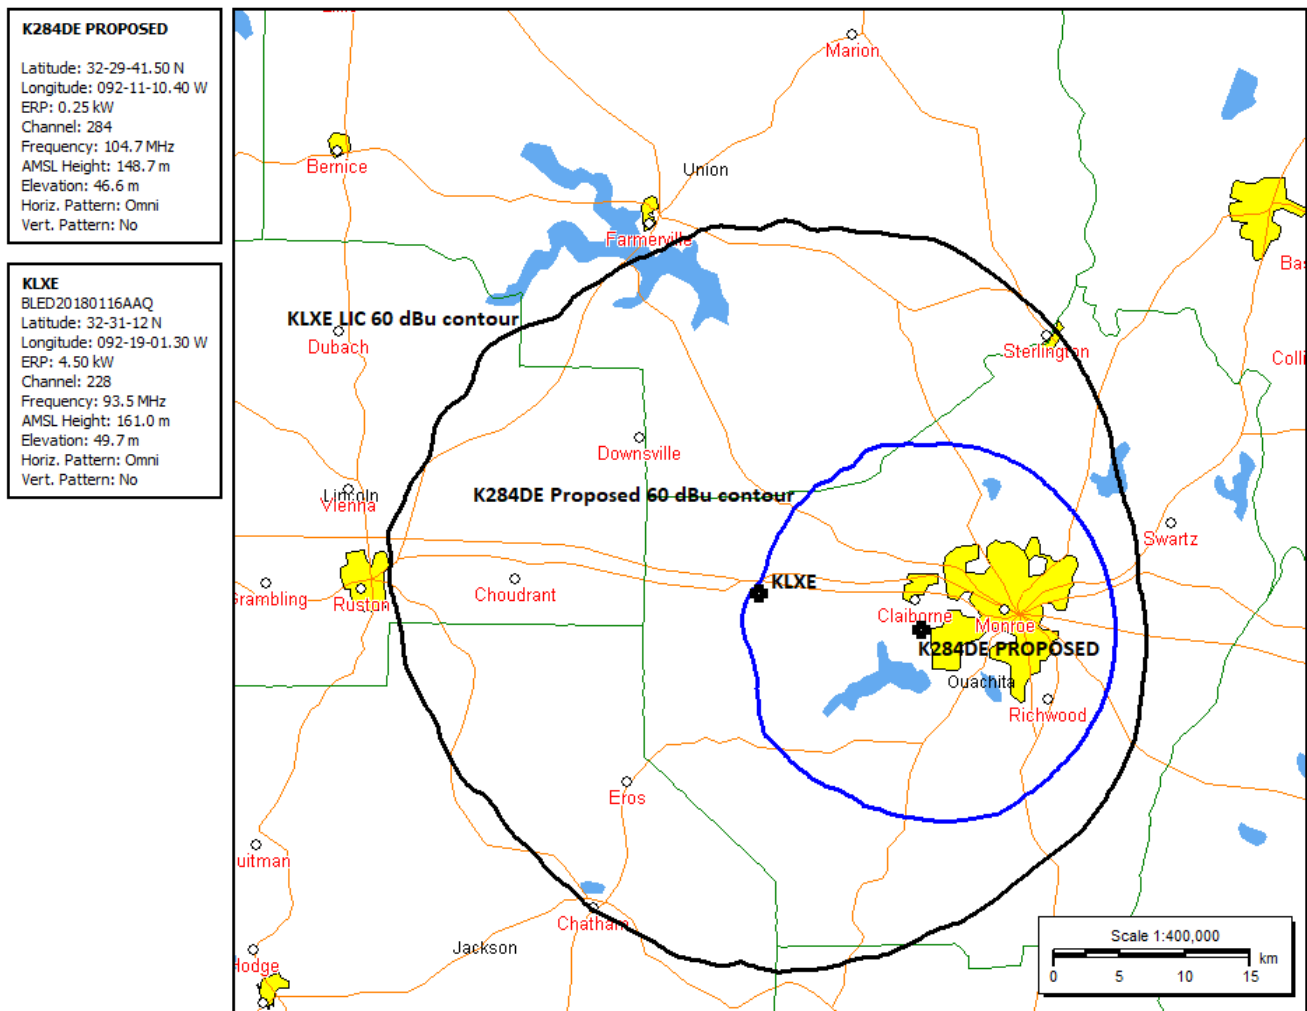 K284DE PROPOSED
Latitude: 32-29-41.50 N
Longitude: 092-11-10.40 W
ERP: 0.25 kW
Channel: 284
Frequency: 104.7 MHz
AMSL Height: 148.7 m
Elevation: 46.6 m
Horiz. Pattern: Omni
Vert. Pattern: No
KLXE
BLED20180116AAQ
Latitude: 32-31-12 N
Longitude: 092-19-01.30 W
ERP: 4.50 kW
Channel: 228
Frequency: 93.5 MHz
AMSL Height: 161.0 m
Elevation: 49.7 m
Horiz. Pattern: Omni
Vert. Pattern: No
Marion
Bernice
Union
Farmerville
Bas
KLXE LIC 60 dBu contour
Dubach
Sterlington
Colli
Downsville
K284DE Proposed 60 dBu contour
Lincoln
Vienna
Swartz
KLXE
Grambling
Ruston
Choudrant
Claiborne
Monroe
K284DE PROPOSED
Ouachita
Richwood
Eros
uitman
Chatham
Jackson
Hodge
Scale 1:400,000
km
0 5 10 15